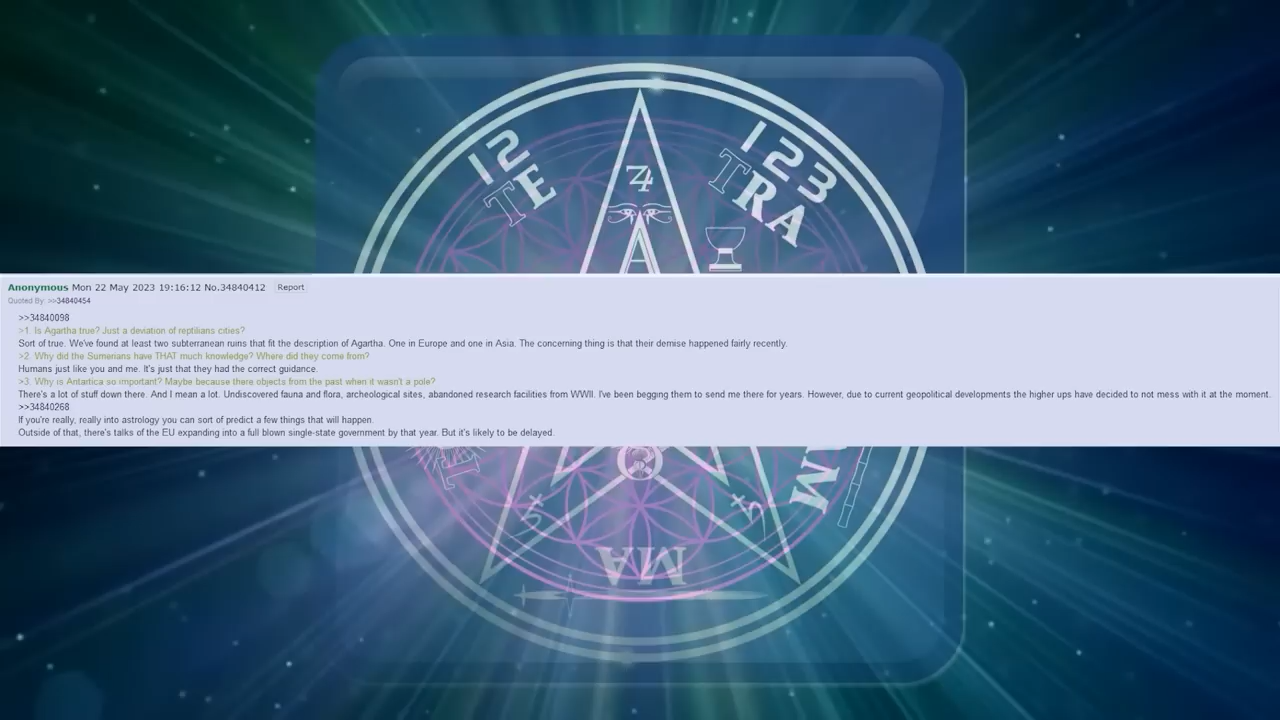 12
123
TE
TRA
A
Anonymous Mon 22 May 2023 19:16:12 No.34840412 Report
Quoted By: >>34840454
>>34840098
>1. Is Agartha true? Just a deviation of reptilians cities?
Sort of true. We've found at least two subterranean ruins that fit the description of Agartha. One in Europe and one in Asia. The concerning thing is that their demise happened fairly recently.
>2. Why did the Sumerians have THAT much knowledge? Where did they come from?
Humans just like you and me. It's just that they had the correct guidance.
>3. Why is Antartica so important? Maybe because there objects from the past when it wasn't a pole?
There's a lot of stuff down there. And I mean a lot. Undiscovered fauna and flora, archeological sites, abandoned research facilities from WWII. I've been begging them to send me there for years. However, due to current geopolitical developments the higher ups have decided to not mess with it at the moment.
>>34840268
If you're really, really into astrology you can sort of predict a few things that will happen.
Outside of that, there's talks of the EU expanding into a full blown single-state government by that year. But it's likely to be delayed.
MA